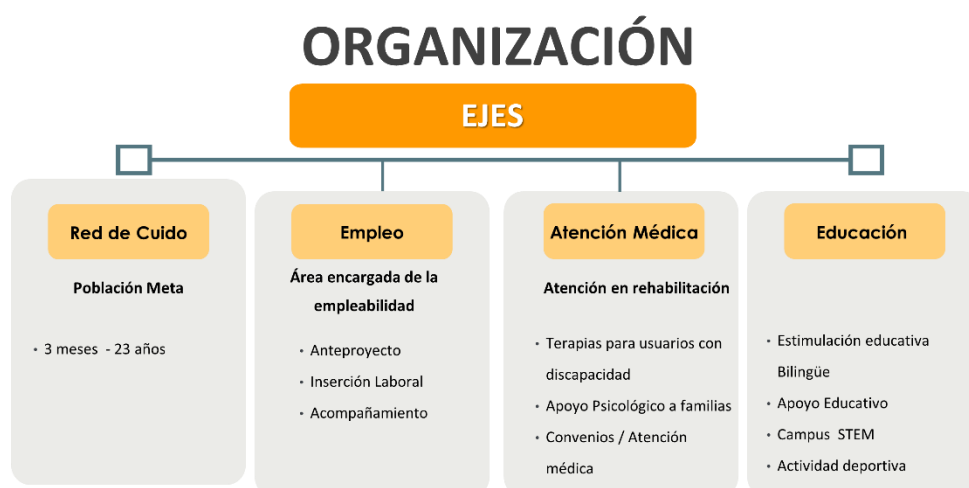 ORGANIZACIÓN
EJES
Red de Cuido
Población Meta
• 3 meses - 23 años
Empleo
Área encargada de la
empleabilidad
• Anteproyecto
• Inserción Laboral
• Acompañamiento
Atención Médica
Atención en rehabilitación
• Terapias para usuarios con
discapacidad
• Apoyo Psicológico a familias
• Convenios / Atención
médica
Educación
• Estimulación educativa
Bilingüe
• Apoyo Educativo
• Campus STEM
• Actividad deportiva